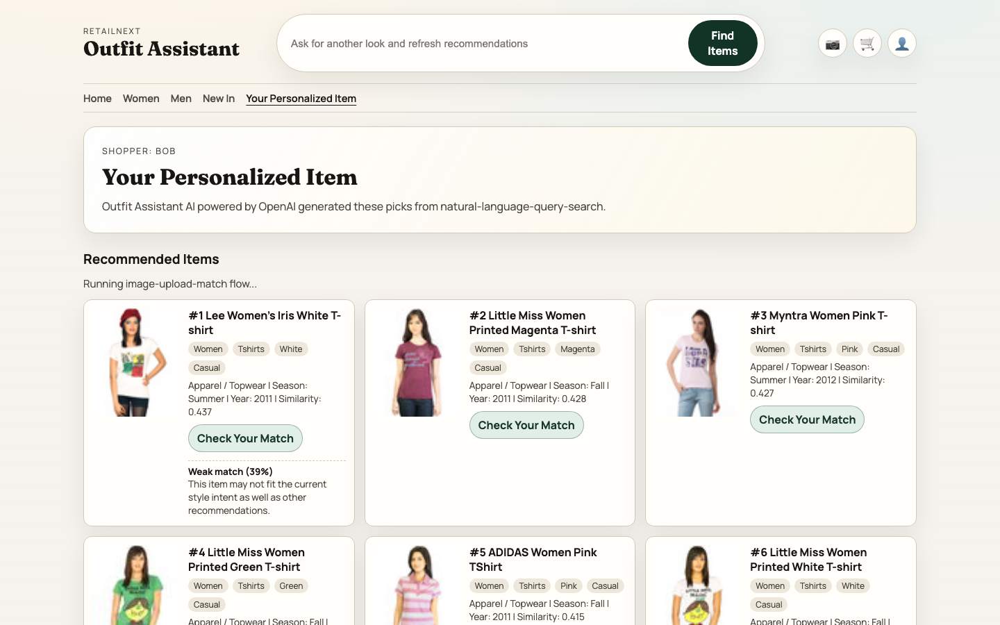 RETAILNEXT
Outfit Assistant
Ask for another look and refresh recommendations
Find
Items
Home Women Men New In Your Personalized Item
SHOPPER: BOB
Your Personalized Item
Outfit Assistant AI powered by OpenAI generated these picks from natural-language-query-search.
Recommended Items
Running image-upload-match flow...
#1 Lee Women's Iris White T-
shirt
Women Tshirts White
Casual
Apparel / Topwear | Season:
Summer | Year: 2011 | Similarity:
0.437
Check Your Match
Weak match (39%)
This item may not fit the current
style intent as well as other
recommendations.
#2 Little Miss Women
Printed Magenta T-shirt
Women Tshirts Magenta
Casual
Apparel / Topwear | Season: Fall |
Year: 2011 | Similarity: 0.428
Check Your Match
#3 Myntra Women Pink T-
shirt
Women Tshirts Pink Casual
Apparel / Topwear | Season:
Summer | Year: 2012 | Similarity:
0.427
Check Your Match
#4 Little Miss Women
Printed Green T-shirt
Women Tshirts Green
Casual
Apparel / Topwear | Season: Fall |
#5 ADIDAS Women Pink
TShirt
Women Tshirts Pink Casual
Apparel / Topwear | Season: Fall |
Year: 2011 | Similarity: 0.415
#6 Little Miss Women
Printed White T-shirt
Women Tshirts White
Casual
Apparel / Topwear | Season: Fall |